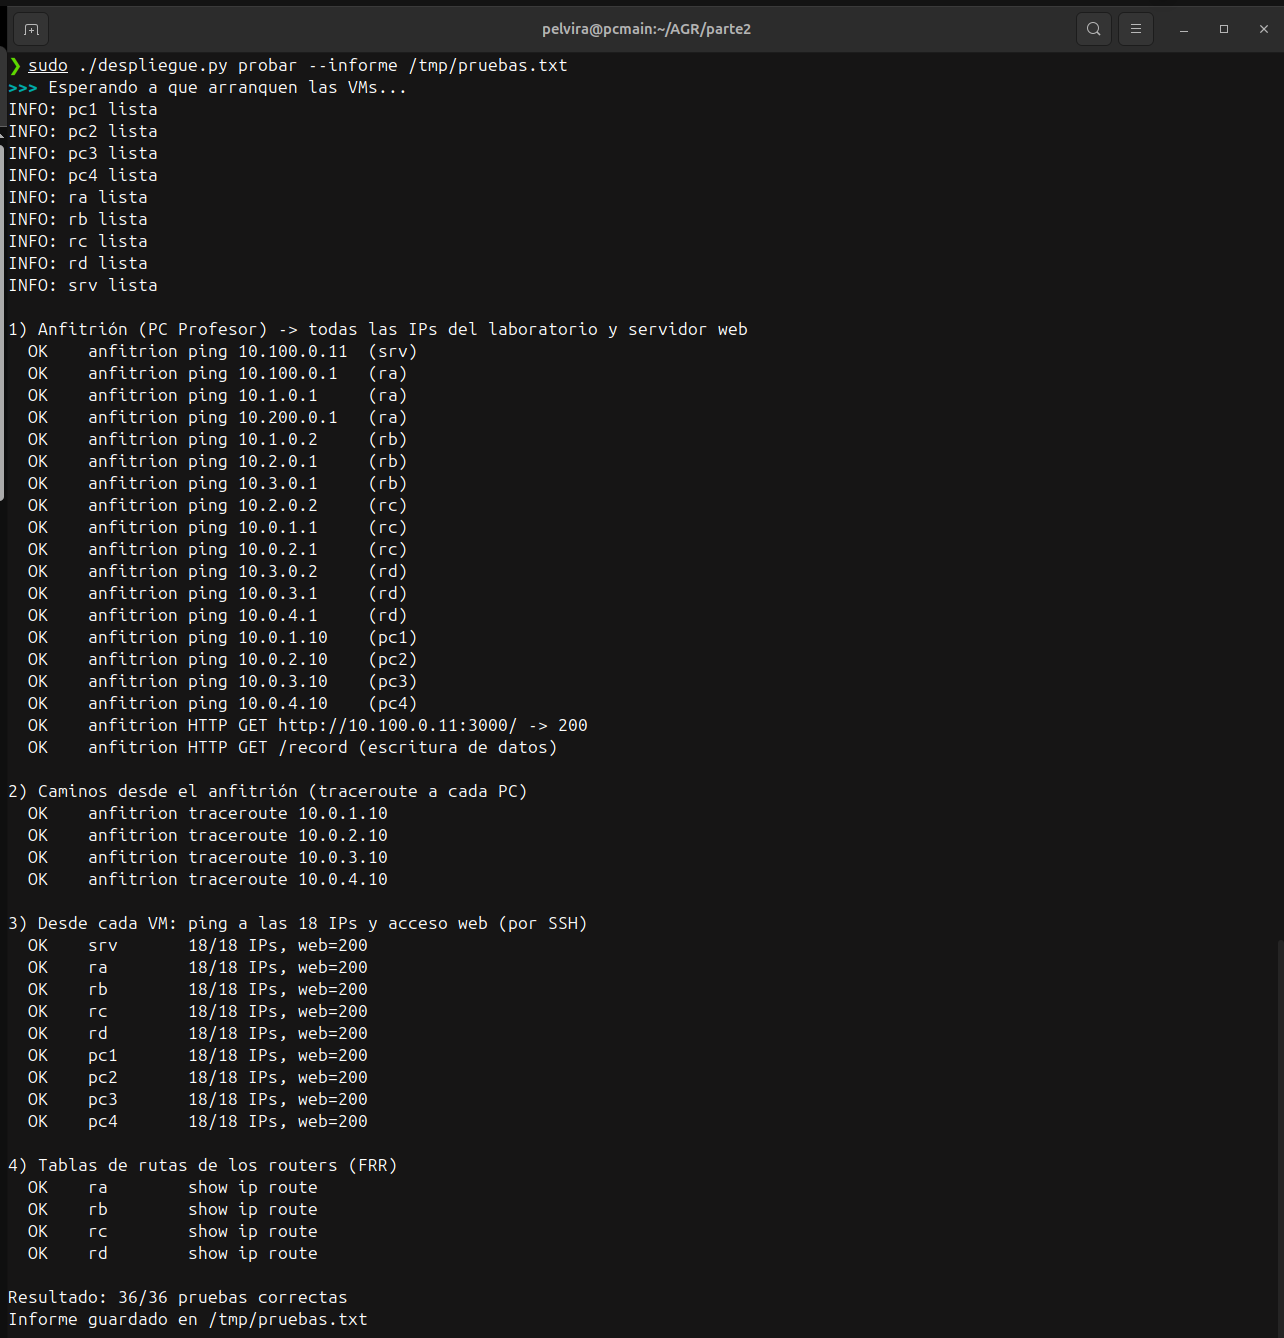 pelvira@pcmain:~/AGR/parte2
❯ sudo ./despliegue.py probar --informe /tmp/pruebas.txt
>>> Esperando a que arranquen las VMs...
INFO: pc1 lista
INFO: pc2 lista
INFO: pc3 lista
INFO: pc4 lista
INFO: ra lista
INFO: rb lista
INFO: rc lista
INFO: rd lista
INFO: srv lista

1) Anfitrión (PC Profesor) -> todas las IPs del laboratorio y servidor web
  OK    anfitrion ping 10.100.0.11  (srv)
  OK    anfitrion ping 10.100.0.1   (ra)
  OK    anfitrion ping 10.1.0.1     (ra)
  OK    anfitrion ping 10.200.0.1   (ra)
  OK    anfitrion ping 10.1.0.2     (rb)
  OK    anfitrion ping 10.2.0.1     (rb)
  OK    anfitrion ping 10.3.0.1     (rb)
  OK    anfitrion ping 10.2.0.2     (rc)
  OK    anfitrion ping 10.0.1.1     (rc)
  OK    anfitrion ping 10.0.2.1     (rc)
  OK    anfitrion ping 10.3.0.2     (rd)
  OK    anfitrion ping 10.0.3.1     (rd)
  OK    anfitrion ping 10.0.4.1     (rd)
  OK    anfitrion ping 10.0.1.10    (pc1)
  OK    anfitrion ping 10.0.2.10    (pc2)
  OK    anfitrion ping 10.0.3.10    (pc3)
  OK    anfitrion ping 10.0.4.10    (pc4)
  OK    anfitrion HTTP GET http://10.100.0.11:3000/ -> 200
  OK    anfitrion HTTP GET /record (escritura de datos)

2) Caminos desde el anfitrión (traceroute a cada PC)
  OK    anfitrion traceroute 10.0.1.10
  OK    anfitrion traceroute 10.0.2.10
  OK    anfitrion traceroute 10.0.3.10
  OK    anfitrion traceroute 10.0.4.10

3) Desde cada VM: ping a las 18 IPs y acceso web (por SSH)
  OK    srv       18/18 IPs, web=200
  OK    ra        18/18 IPs, web=200
  OK    rb        18/18 IPs, web=200
  OK    rc        18/18 IPs, web=200
  OK    rd        18/18 IPs, web=200
  OK    pc1       18/18 IPs, web=200
  OK    pc2       18/18 IPs, web=200
  OK    pc3       18/18 IPs, web=200
  OK    pc4       18/18 IPs, web=200

4) Tablas de rutas de los routers (FRR)
  OK    ra        show ip route
  OK    rb        show ip route
  OK    rc        show ip route
  OK    rd        show ip route

Resultado: 36/36 pruebas correctas
Informe guardado en /tmp/pruebas.txt